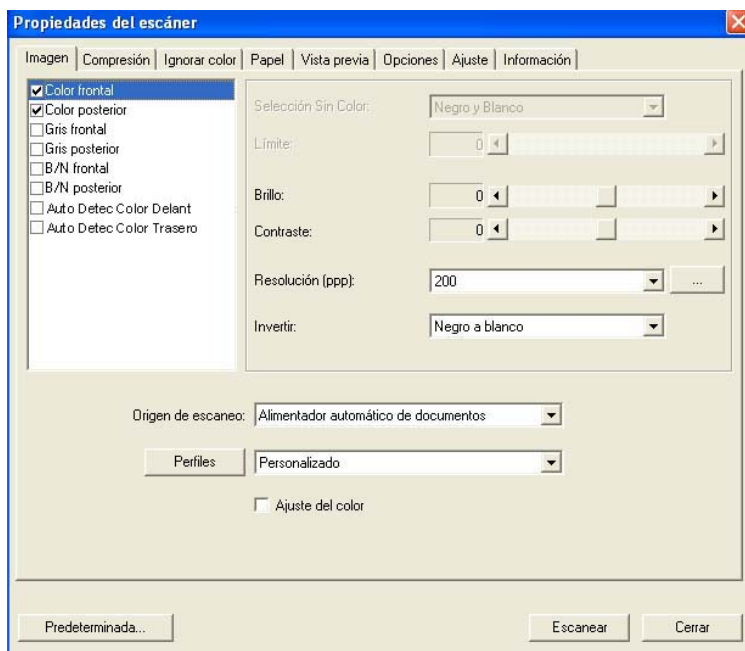 Propiedades del escáner
Imagen Compresión Ignorar color Papel Vista previa Opciones Ajuste Información
Color frontal
Color posterior
Gris frontal
Gris posterior
B/N frontal
B/N posterior
Auto Detec Color Delant
Auto Detec Color Trasero
Selección Sin Color: Negro y Blanco
Límite: 0
Brillo: 0
Contraste: 0
Resolución (ppp): 200 ...
Invertir: Negro a blanco
Origen de escaneo: Alimentador automático de documentos
Perfiles Personalizado
Ajuste del color
Predeterminada... Escanear Cerrar